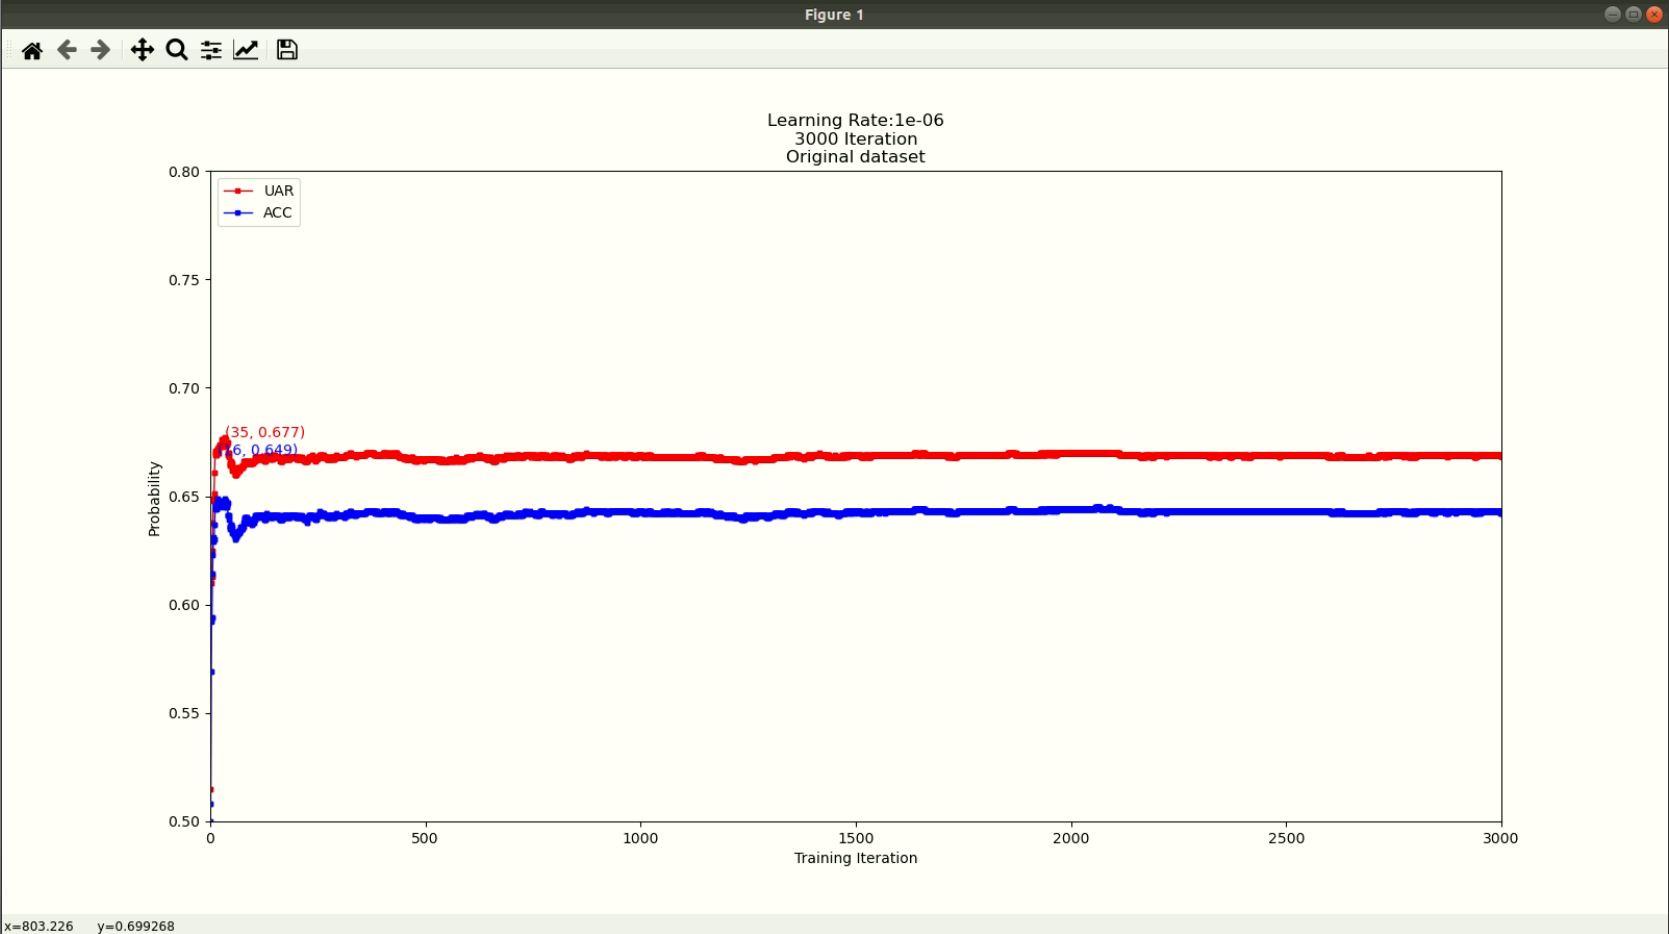 Figure 1
Learning Rate:1e-06
3000 Iteration
Original dataset
0.80
UAR
ACC
0.75
0.70
(35, 0.677)
6, 0.649)
0.65
Probability
0.60
0.55
0.50
0 500 1000 1500 2000 2500 3000
Training Iteration
x=803.226 y=0.699268